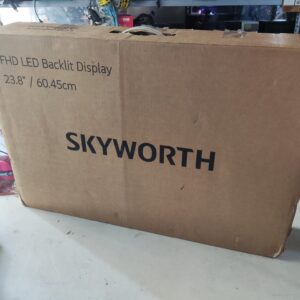 FHD LED Backlit Display
23.8" / 60.45cm
SKYWORTH